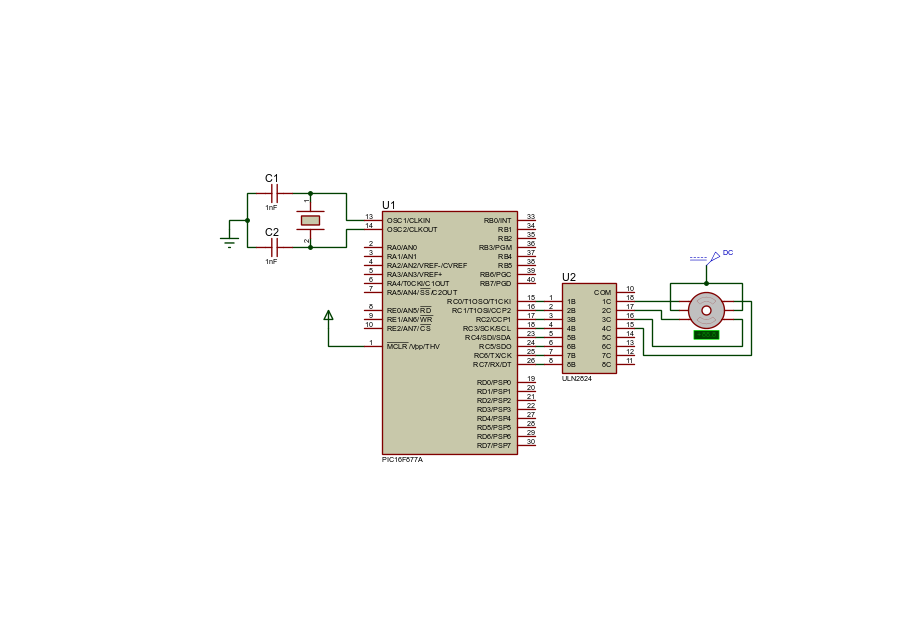 C1
1nF
1
2
C2
1nF
U1
13 OSC1/CLKIN
14 OSC2/CLKOUT
2 RA0/AN0
3 RA1/AN1
4 RA2/AN2/VREF-/CVREF
5 RA3/AN3/VREF+
6 RA4/T0CKI/C1OUT
7 RA5/AN4/SS/C2OUT
8 RE0/AN5/RD
9 RE1/AN6/WR
10 RE2/AN7/CS
1 MCLR/Vpp/THV
RB0/INT 33
RB1 34
RB2 35
RB3/PGM 36
RB4 37
RB5 38
RB6/PGC 39
RB7/PGD 40
RC0/T1OSO/T1CKI 15
RC1/T1OSI/CCP2 16
RC2/CCP1 17
RC3/SCK/SCL 18
RC4/SDI/SDA 23
RC5/SDO 24
RC6/TX/CK 25
RC7/RX/DT 26
RD0/PSP0 19
RD1/PSP1 20
RD2/PSP2 21
RD3/PSP3 22
RD4/PSP4 27
RD5/PSP5 28
RD6/PSP6 29
RD7/PSP7 30
PIC16F877A
U2
COM 10
1 1B 1C 18
2 2B 2C 17
3 3B 3C 16
4 4B 4C 15
5 5B 5C 14
6 6B 6C 13
7 7B 7C 12
8 8B 8C 11
ULN2824
DC